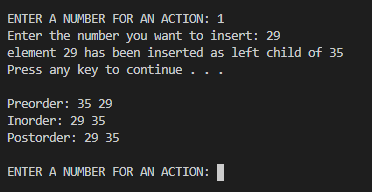 ENTER A NUMBER FOR AN ACTION: 1
Enter the number you want to insert: 29
element 29 has been inserted as left child of 35
Press any key to continue . . .
Preorder: 35 29
Inorder: 29 35
Postorder: 29 35
ENTER A NUMBER FOR AN ACTION: